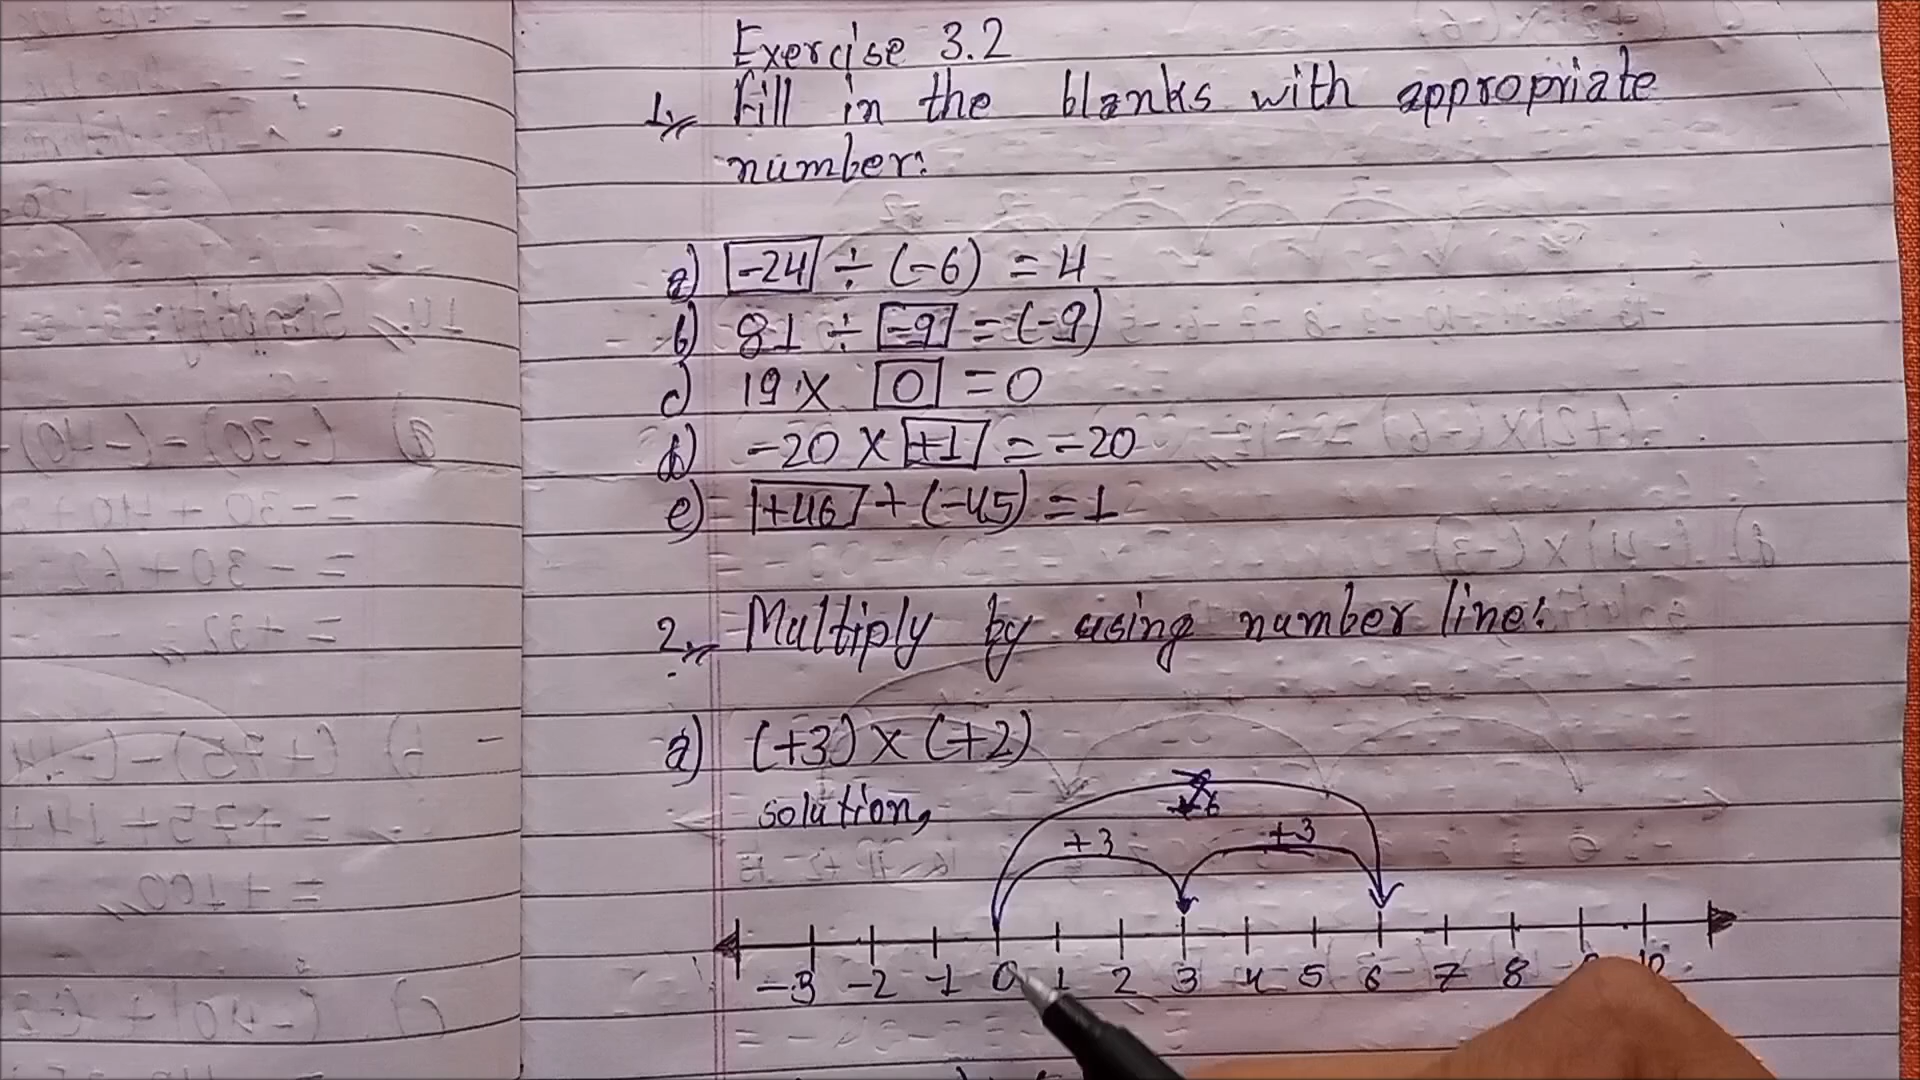 Exercise 3.2
1. Fill in the blanks with appropriate
number:
a) -24 ÷ (-6) = 4
b) 81 ÷ -9 = (-9)
c) 19 x 0 = 0
d) -20 x +1 = -20
e) +46 + (-45) = 1
2. Multiply by using number line:
a) (+3) x (+2)
solution,
+6
+3 +3
-3 -2 -1 0 1 2 3 4 5 6 7 8 10